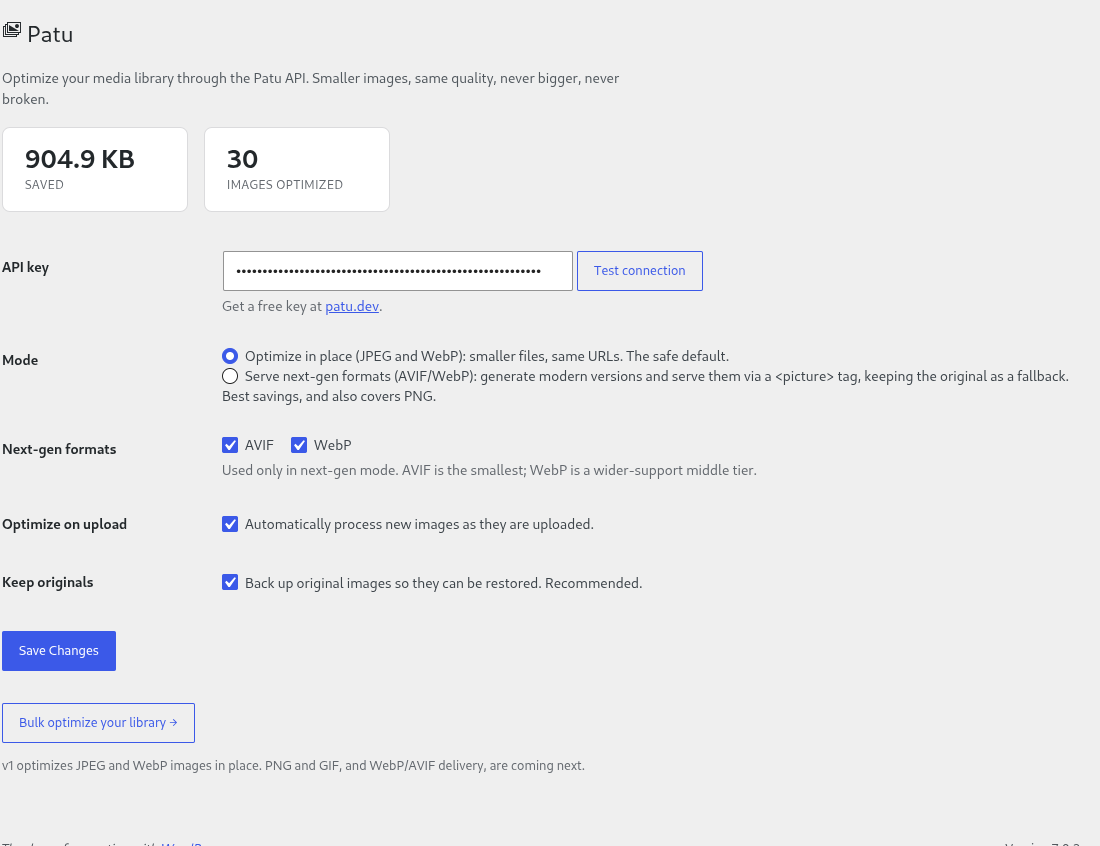 Patu
Optimize your media library through the Patu API. Smaller images, same quality, never bigger, never
broken.
904.9 KB
SAVED
30
IMAGES OPTIMIZED
API key
Test connection
Get a free key at patu.dev.
Mode
Optimize in place (JPEG and WebP): smaller files, same URLs. The safe default.
Serve next-gen formats (AVIF/WebP): generate modern versions and serve them via a <picture> tag, keeping the original as a fallback.
Best savings, and also covers PNG.
Next-gen formats
AVIF WebP
Used only in next-gen mode. AVIF is the smallest; WebP is a wider-support middle tier.
Optimize on upload
Automatically process new images as they are uploaded.
Keep originals
Back up original images so they can be restored. Recommended.
Save Changes
Bulk optimize your library →
v1 optimizes JPEG and WebP images in place. PNG and GIF, and WebP/AVIF delivery, are coming next.